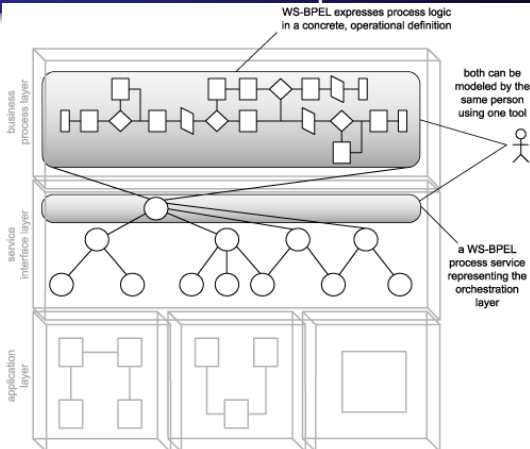 WS-BPEL expresses process logic
in a concrete, operational definition
business
process layer
both can be
modeled by the
same person
using one tool
service
interface layer
a WS-BPEL
process service
representing the
orchestration
layer
application
layer